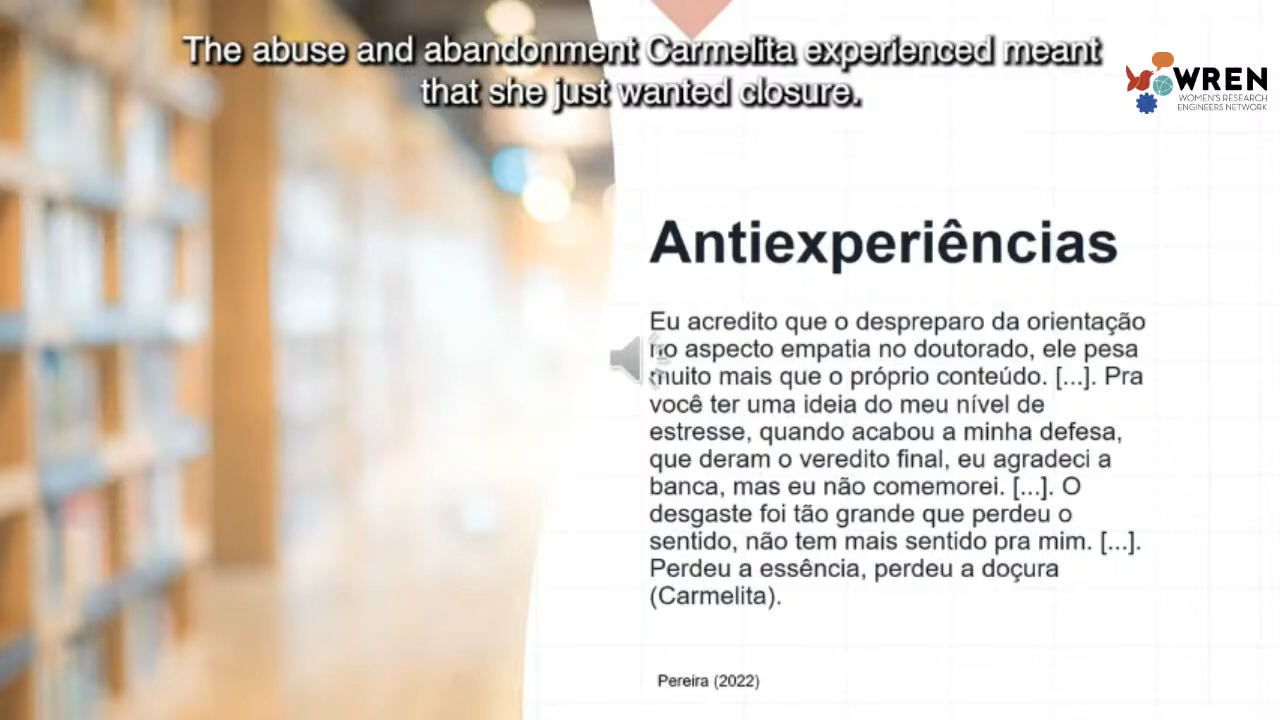 The abuse and abandonment Carmelita experienced meant
that she just wanted closure.
WREN
WOMEN'S RESEARCH
ENGINEERS NETWORK
Antiexperiências
Eu acredito que o despreparo da orientação
no aspecto empatia no doutorado, ele pesa
muito mais que o próprio conteúdo. [...]. Pra
você ter uma ideia do meu nível de
estresse, quando acabou a minha defesa,
que deram o veredito final, eu agradeci a
banca, mas eu não comemorei. [...]. O
desgaste foi tão grande que perdeu o
sentido, não tem mais sentido pra mim. [...].
Perdeu a essência, perdeu a doçura
(Carmelita).
Pereira (2022)